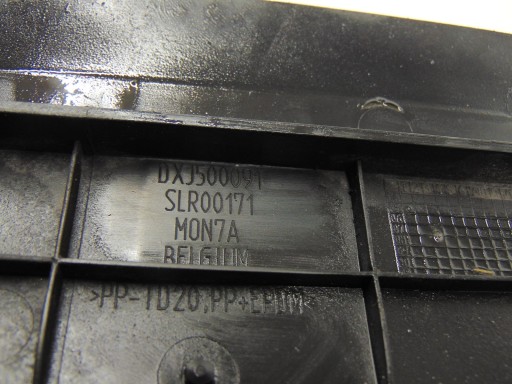 DXJ500091
SLR00171
MON7A
BELGIUM
>PP-TD20,PP+EPDM<